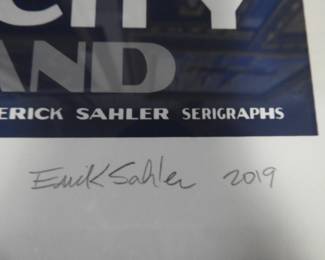 CITY
AND
ERICK SAHLER SERIGRAPHS
Erick Sahler 2019